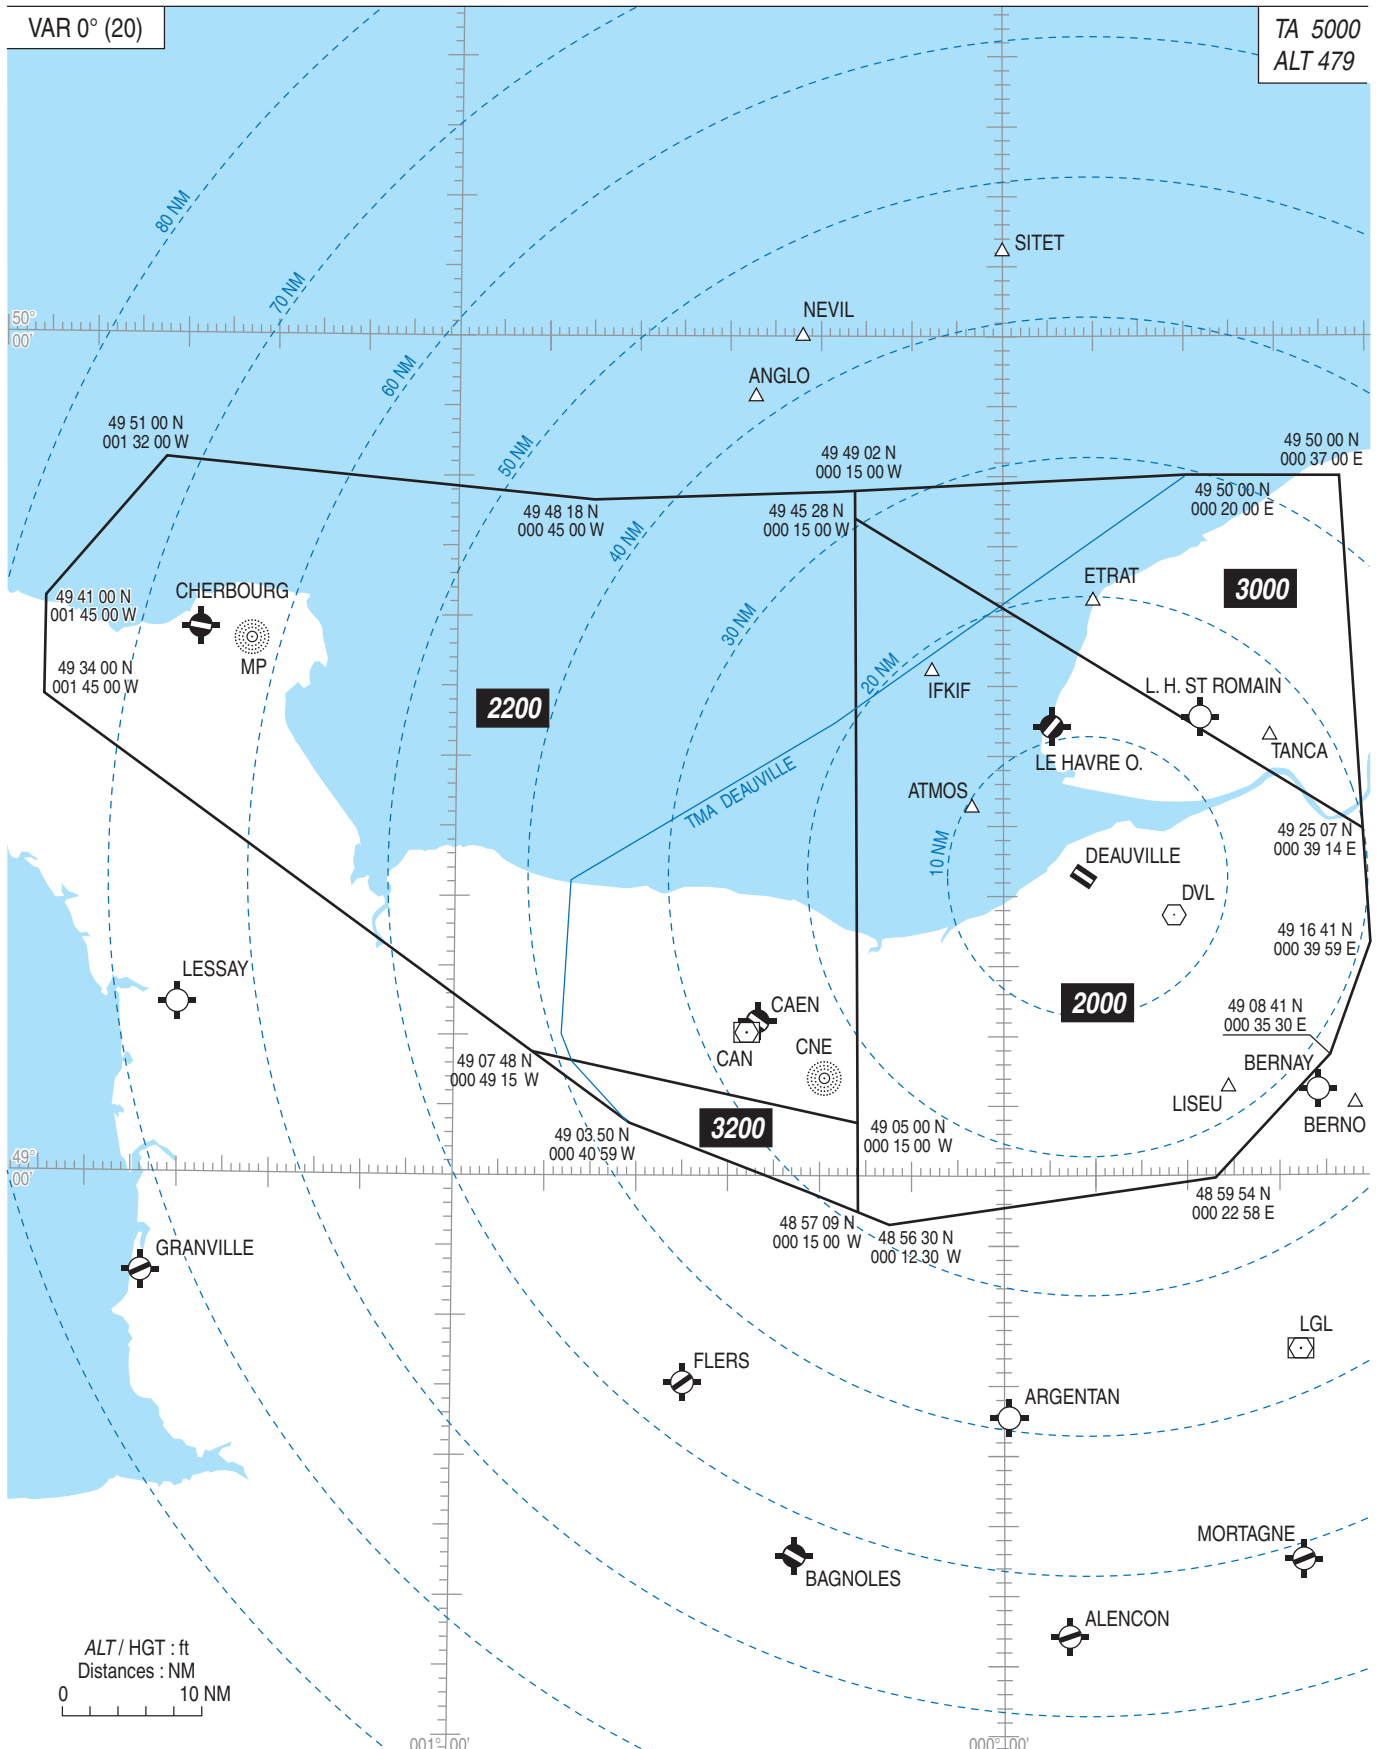 VAR 0° (20)
TA 5000
ALT 479
80 NM
SITET
70 NM
NEVIL
50°
00'
60 NM
ANGLO
49 51 00 N
001 32 00 W
50 NM
49 49 02 N
000 15 00 W
49 50 00 N
000 37 00 E
49 48 18 N
000 45 00 W
49 45 28 N
000 15 00 W
49 50 00 N
000 20 00 E
40 NM
CHERBOURG
49 41 00 N
001 45 00 W
ETRAT
3000
30 NM
MP
49 34 00 N
001 45 00 W
20 NM
IFKIF
L. H. ST ROMAIN
2200
TANCA
LE HAVRE O.
TMA DEAUVILLE
ATMOS
49 25 07 N
000 39 14 E
10 NM
DEAUVILLE
DVL
49 16 41 N
000 39 59 E
LESSAY
2000
CAEN
49 08 41 N
000 35 30 E
CAN
CNE
49 07 48 N
000 49 15 W
BERNAY
LISEU
BERNO
3200
49 03.50 N
000 40 59 W
49 05 00 N
000 15 00 W
49°
00'
48 59 54 N
000 22 58 E
48 57 09 N
000 15 00 W
48 56 30 N
000 12 30 W
GRANVILLE
LGL
FLERS
ARGENTAN
MORTAGNE
BAGNOLES
ALENCON
ALT / HGT : ft
Distances : NM
0 10 NM
001° 00'
000° 00'